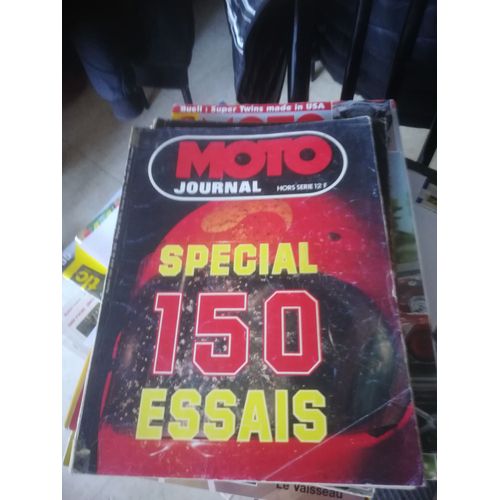 Buell : Super Twins made in USA
MOTO
JOURNAL
HORS SERIE 12 F
SPECIAL
150
ESSAIS
Le Vaisseau